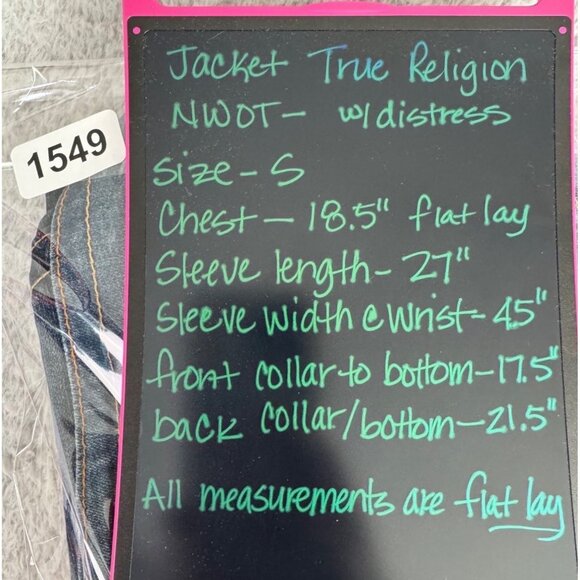 Jacket True Religion
NWOT- w/distress
1549
Size - S
Chest - 18.5" flat lay
Sleeve length - 27"
Sleeve width @ wrist - 45"
front collar to bottom - 17.5"
back collar/bottom - 21.5"
All measurements are flat lay